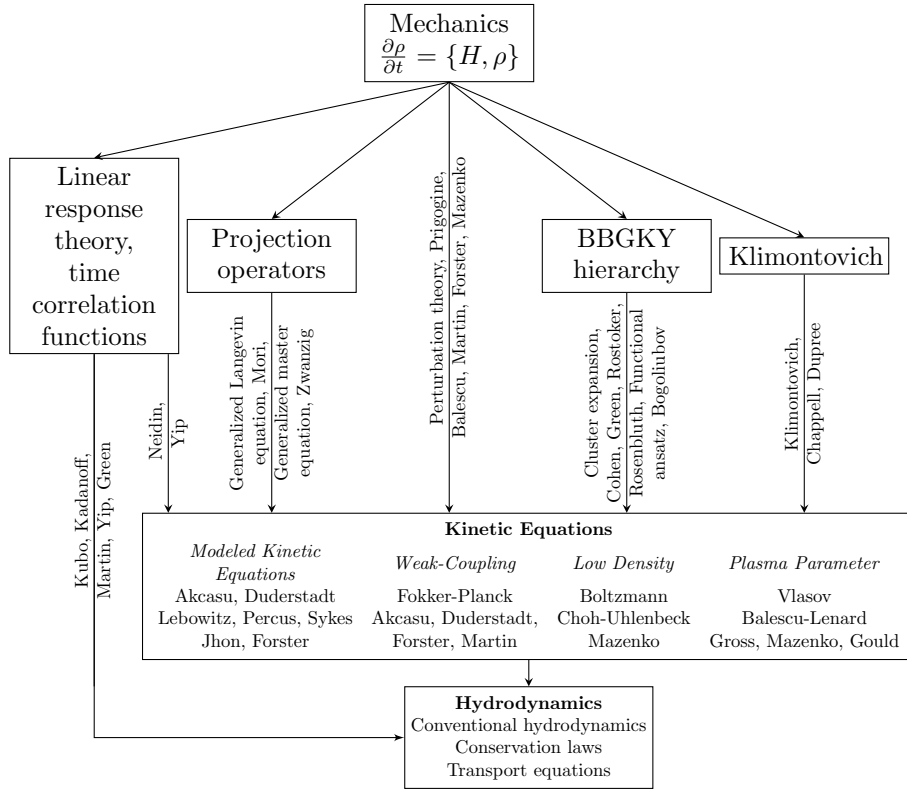 Mechanics
∂ρ/∂t = {H, ρ}
Linear
response
theory,
time
correlation
functions
Projection
operators
Perturbation theory, Prigogine,
Balescu, Martin, Forster, Mazenko
BBGKY
hierarchy
Klimontovich
Kubo, Kadanoff,
Martin, Yip, Green
Neidin,
Yip
Generalized Langevin
equation, Mori,
Generalized master
equation, Zwanzig
Cluster expansion,
Cohen, Green, Rostoker,
Rosenbluth, Functional
ansatz, Bogoliubov
Klimontovich,
Chappell, Dupree
Kinetic Equations
Modeled Kinetic
Equations
Akcasu, Duderstadt
Lebowitz, Percus, Sykes
Jhon, Forster
Weak-Coupling
Fokker-Planck
Akcasu, Duderstadt,
Forster, Martin
Low Density
Boltzmann
Choh-Uhlenbeck
Mazenko
Plasma Parameter
Vlasov
Balescu-Lenard
Gross, Mazenko, Gould
Hydrodynamics
Conventional hydrodynamics
Conservation laws
Transport equations